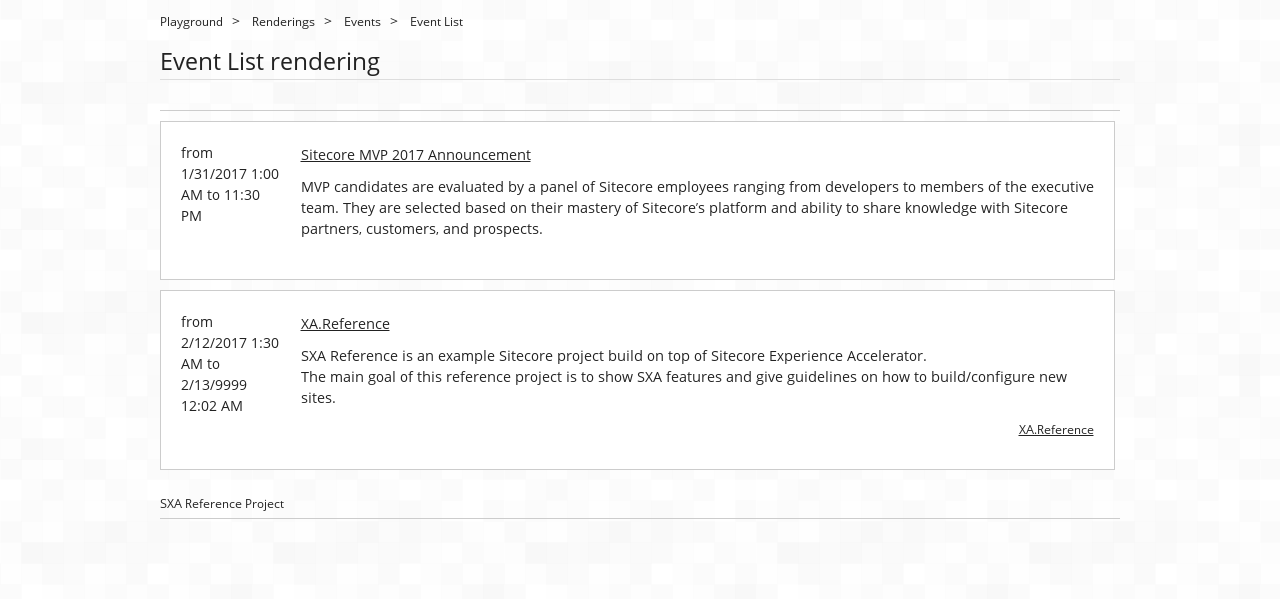 Playground > Renderings > Events > Event List
Event List rendering
from
1/31/2017 1:00
AM to 11:30
PM
Sitecore MVP 2017 Announcement
MVP candidates are evaluated by a panel of Sitecore employees ranging from developers to members of the executive
team. They are selected based on their mastery of Sitecore's platform and ability to share knowledge with Sitecore
partners, customers, and prospects.
from
2/12/2017 1:30
AM to
2/13/9999
12:02 AM
XA.Reference
SXA Reference is an example Sitecore project build on top of Sitecore Experience Accelerator.
The main goal of this reference project is to show SXA features and give guidelines on how to build/configure new
sites.
XA.Reference
SXA Reference Project